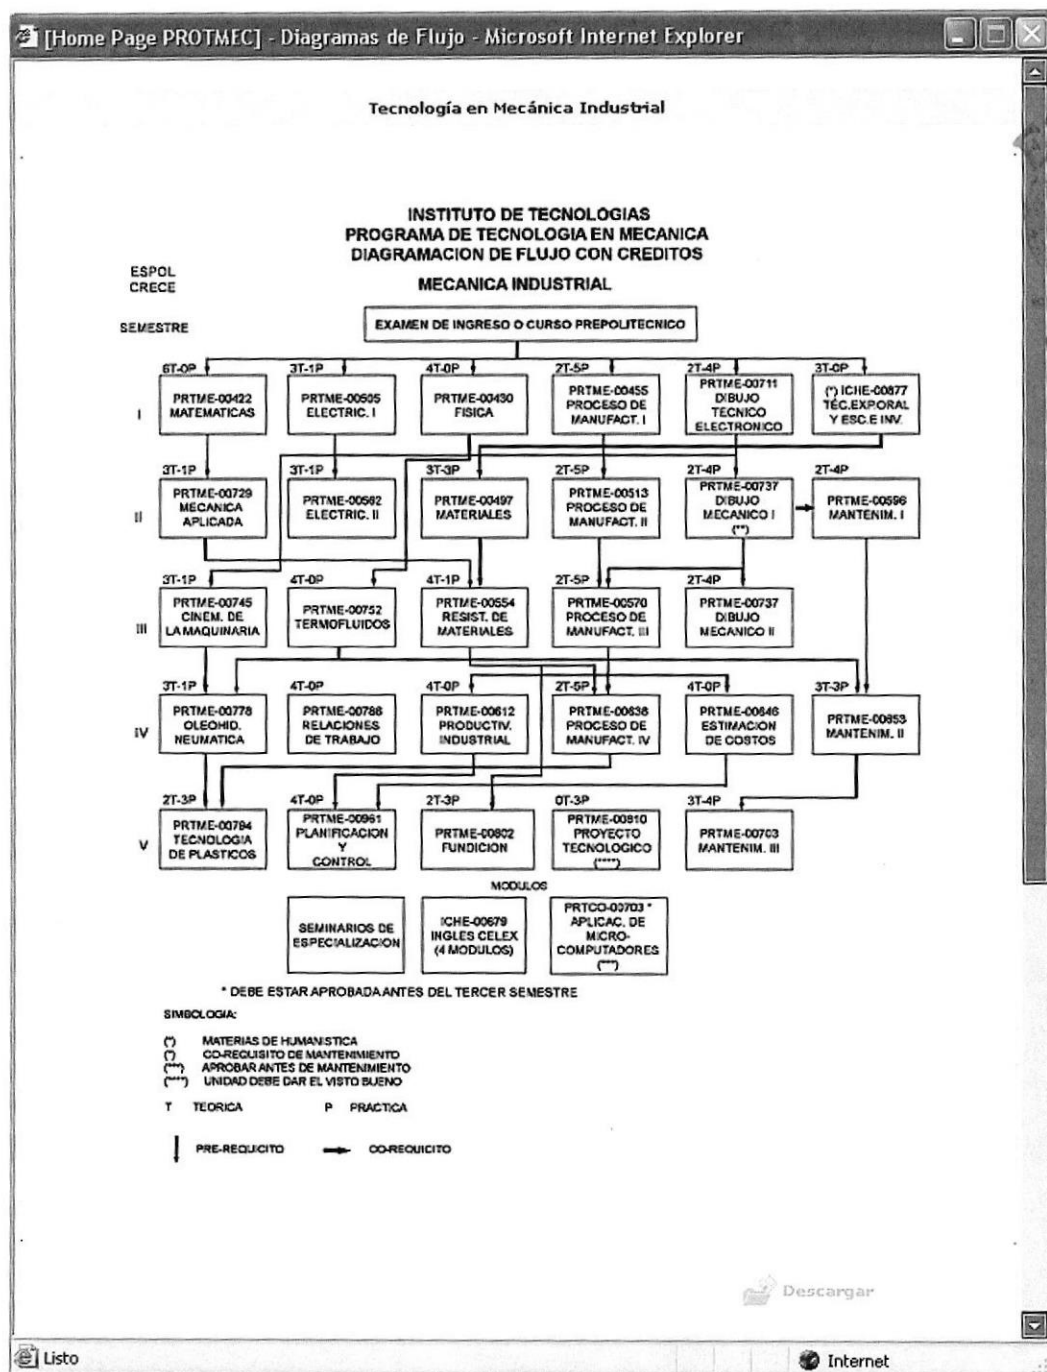 [Home Page PROTMEC] - Diagramas de Flujo - Microsoft Internet Explorer
Tecnología en Mecánica Industrial
INSTITUTO DE TECNOLOGIAS
PROGRAMA DE TECNOLOGIA EN MECANICA
DIAGRAMACION DE FLUJO CON CREDITOS
ESPOL
CRECE
MECANICA INDUSTRIAL
SEMESTRE
EXAMEN DE INGRESO O CURSO PREPOLITECNICO
I
6T-0P
PRTME-00422
MATEMATICAS
3T-1P
PRTME-00505
ELECTRIC. I
4T-0P
PRTME-00430
FISICA
2T-5P
PRTME-00455
PROCESO DE
MANUFACT. I
2T-4P
PRTME-00711
DIBUJO
TECNICO
ELECTRONICO
3T-0P
(*) ICHE-00877
TÉC.EXPORAL
Y ESC.E INV.
II
3T-1P
PRTME-00729
MECANICA
APLICADA
3T-1P
PRTME-00562
ELECTRIC. II
3T-3P
PRTME-00497
MATERIALES
2T-5P
PRTME-00513
PROCESO DE
MANUFACT. II
2T-4P
PRTME-00737
DIBUJO
MECANICO I
(**)
2T-4P
PRTME-00596
MANTENIM. I
III
3T-1P
PRTME-00745
CINEM. DE
LA MAQUINARIA
4T-0P
PRTME-00752
TERMOFLUIDOS
4T-1P
PRTME-00554
RESIST. DE
MATERIALES
2T-5P
PRTME-00570
PROCESO DE
MANUFACT. III
2T-4P
PRTME-00737
DIBUJO
MECANICO II
IV
3T-1P
PRTME-00778
OLEOHID.
NEUMATICA
4T-0P
PRTME-00786
RELACIONES
DE TRABAJO
4T-0P
PRTME-00612
PRODUCTIV.
INDUSTRIAL
2T-5P
PRTME-00638
PROCESO DE
MANUFACT. IV
4T-0P
PRTME-00646
ESTIMACION
DE COSTOS
3T-3P
PRTME-00653
MANTENIM. II
V
2T-3P
PRTME-00794
TECNOLOGIA
DE PLASTICOS
4T-0P
PRTME-00961
PLANIFICACION
Y
CONTROL
2T-3P
PRTME-00802
FUNDICION
0T-3P
PRTME-00810
PROYECTO
TECNOLOGICO
(****)
3T-4P
PRTME-00703
MANTENIM. III
MODULOS
SEMINARIOS DE
ESPECIALIZACION
ICHE-00679
INGLES CELEX
(4 MODULOS)
PRTCO-00703 *
APLICAC. DE
MICRO-
COMPUTADORES
(***)
* DEBE ESTAR APROBADA ANTES DEL TERCER SEMESTRE
SIMBOLOGIA:
(*) MATERIAS DE HUMANISTICA
(*) CO-REQUISITO DE MANTENIMIENTO
(***) APROBAR ANTES DE MANTENIMIENTO
(****) UNIDAD DEBE DAR EL VISTO BUENO
T TEORICA P PRACTICA
PRE-REQUICITO CO-REQUICITO
Descargar
Listo
Internet